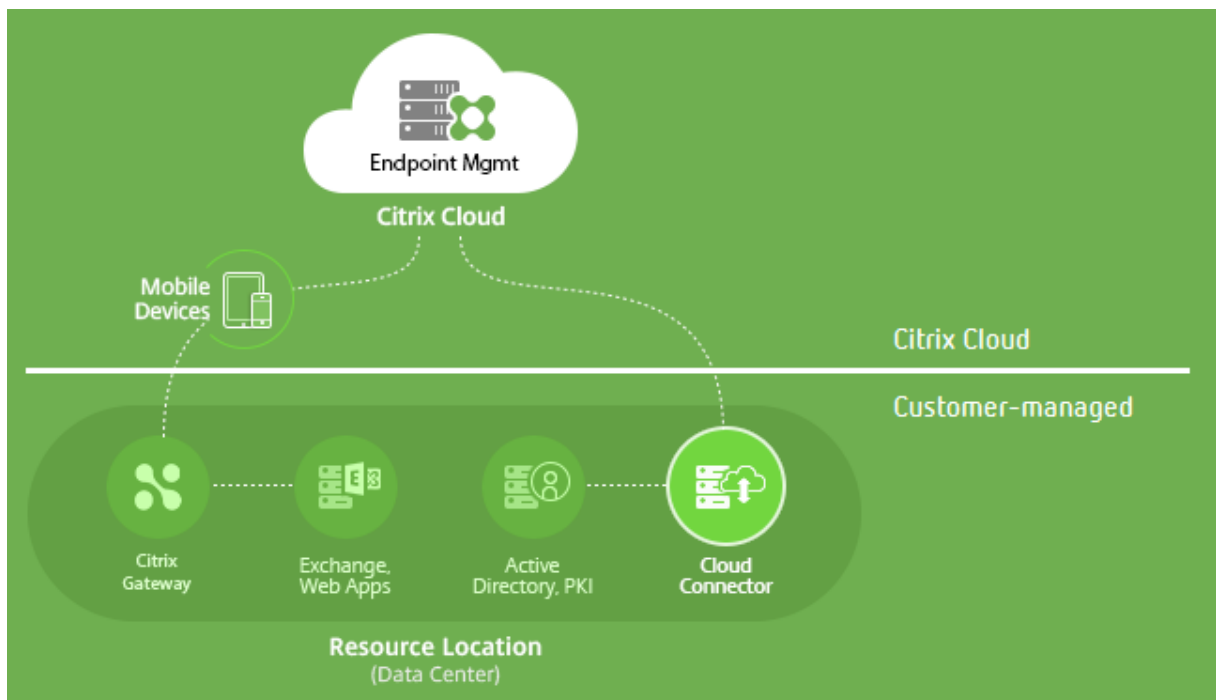 Endpoint Mgmt
Citrix Cloud
Mobile
Devices
Citrix Cloud
Customer-managed
Citrix
Gateway
Exchange,
Web Apps
Active
Directory, PKI
Cloud
Connector
Resource Location
(Data Center)